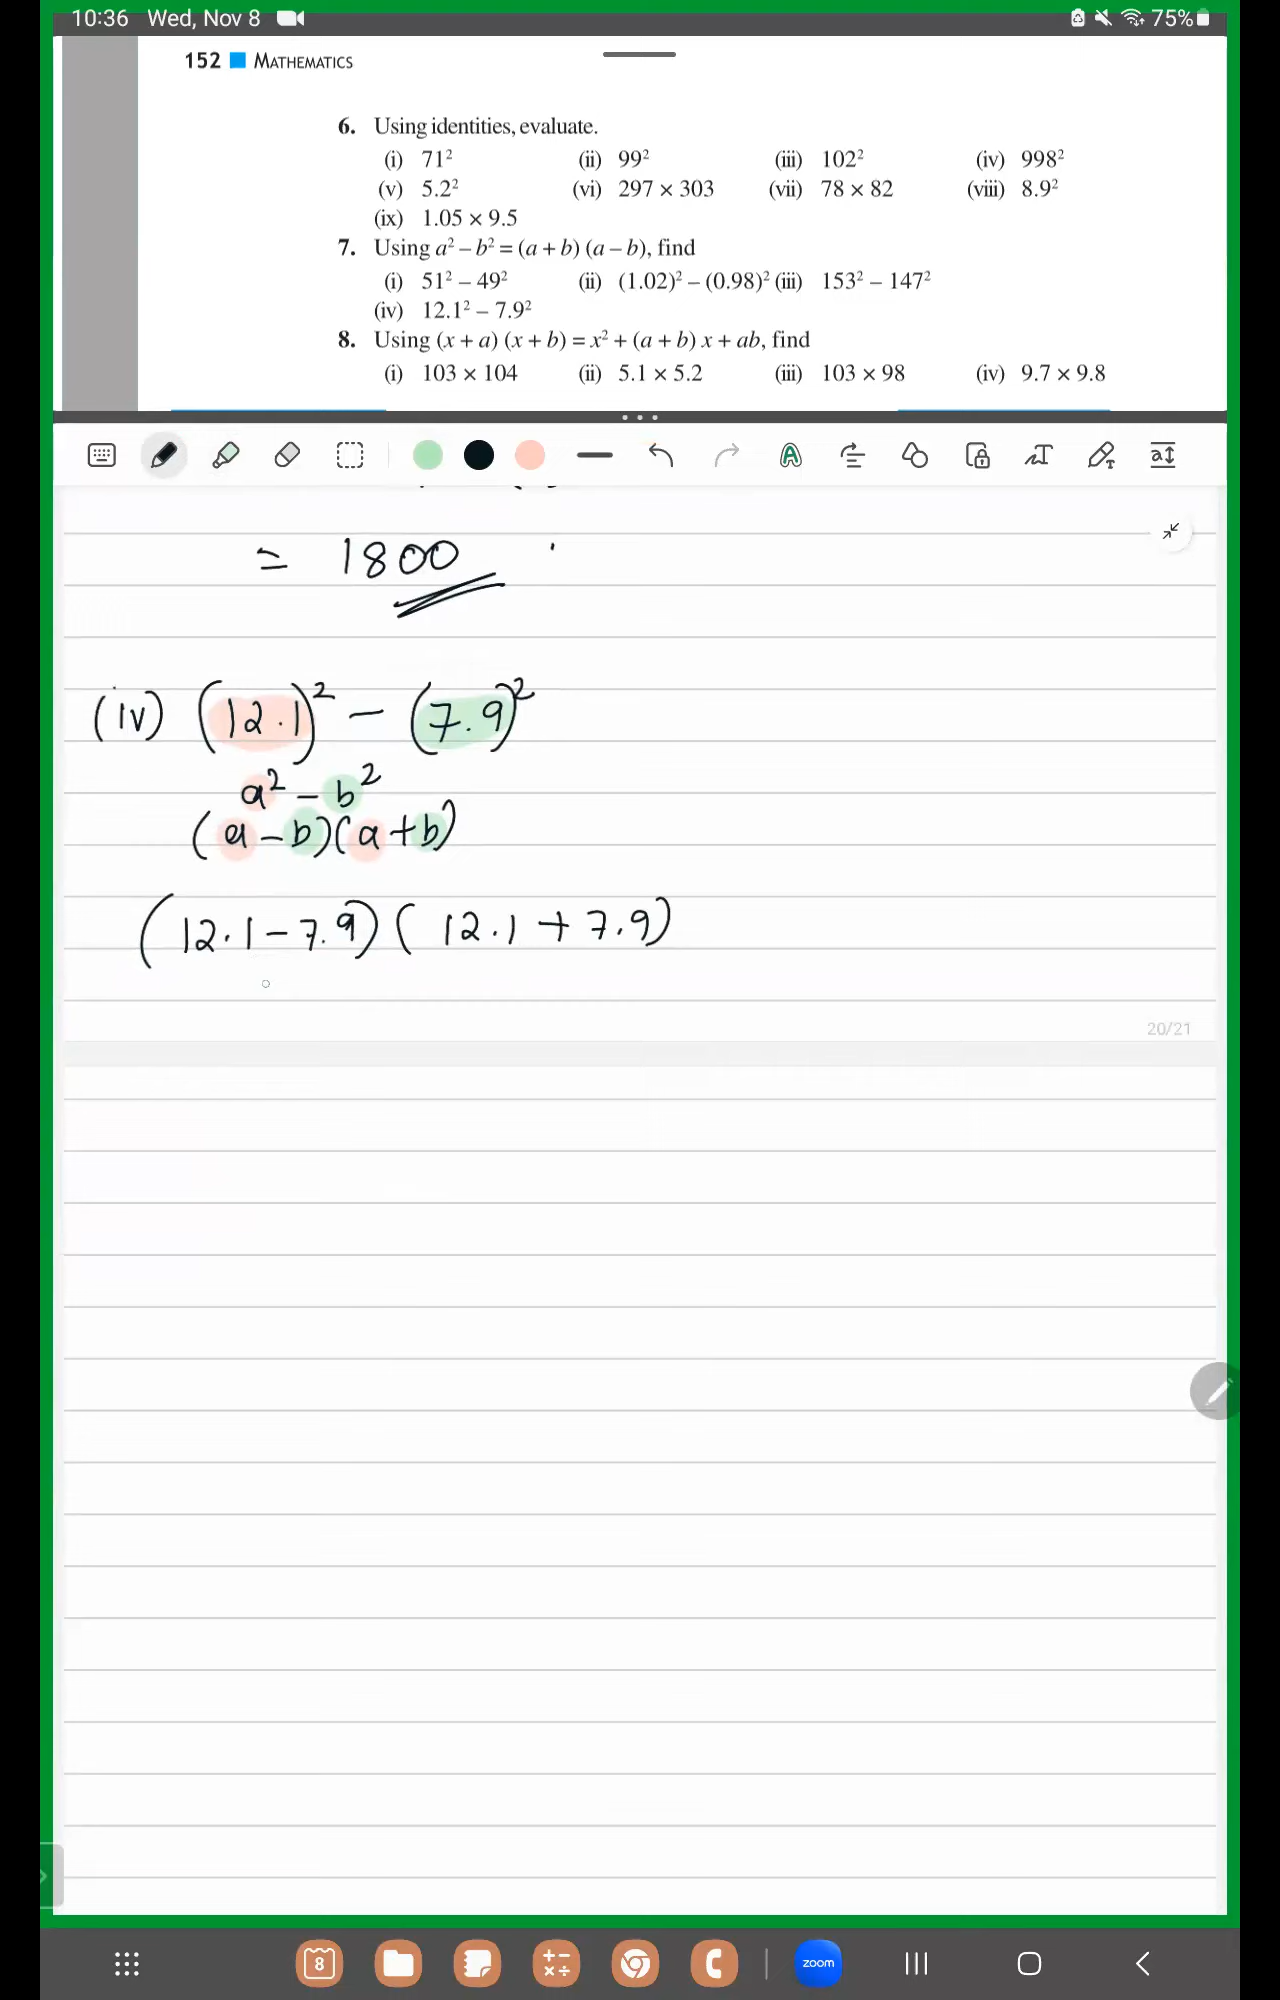 10:36 Wed, Nov 8 75%
152 MATHEMATICS
6. Using identities, evaluate.
(i) 71² (ii) 99² (iii) 102² (iv) 998²
(v) 5.2² (vi) 297 × 303 (vii) 78 × 82 (viii) 8.9²
(ix) 1.05 × 9.5
7. Using a² – b² = (a + b) (a – b), find
(i) 51² – 49² (ii) (1.02)² – (0.98)² (iii) 153² – 147²
(iv) 12.1² – 7.9²
8. Using (x + a) (x + b) = x² + (a + b) x + ab, find
(i) 103 × 104 (ii) 5.1 × 5.2 (iii) 103 × 98 (iv) 9.7 × 9.8
= 1800
(iv) (12.1)² – (7.9)²
a² – b²
(a – b)(a + b)
(12.1 – 7.9)(12.1 + 7.9)
20/21
8 zoom